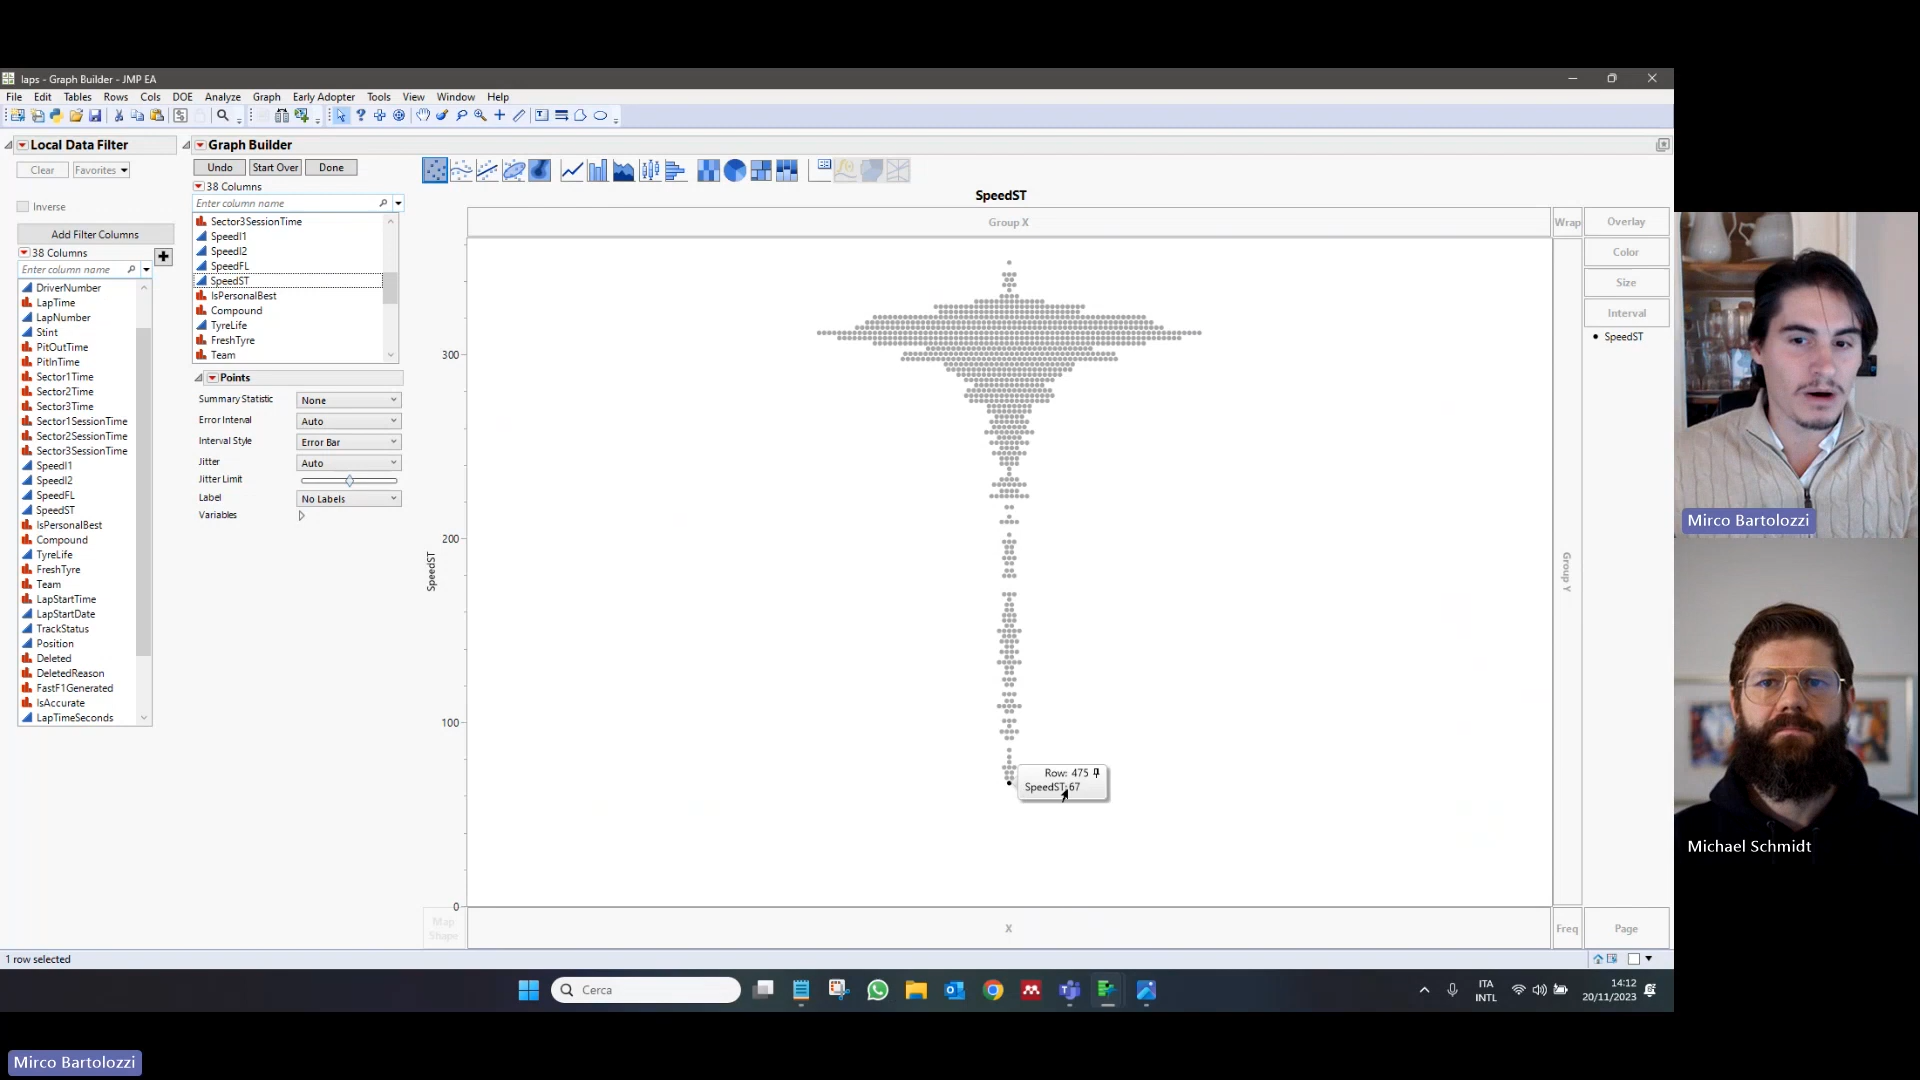 laps - Graph Builder - JMP EA
File Edit Tables Rows Cols DOE Analyze Graph Early Adopter Tools View Window Help
Local Data Filter
Clear Favorites
Inverse
Add Filter Columns
38 Columns
Enter column name
DriverNumber
LapTime
LapNumber
Stint
PitOutTime
PitInTime
Sector1Time
Sector2Time
Sector3Time
Sector1SessionTime
Sector2SessionTime
Sector3SessionTime
SpeedI1
SpeedI2
SpeedFL
SpeedST
IsPersonalBest
Compound
TyreLife
FreshTyre
Team
LapStartTime
LapStartDate
TrackStatus
Position
Deleted
DeletedReason
FastF1Generated
IsAccurate
LapTimeSeconds
Graph Builder
Undo Start Over Done
38 Columns
Enter column name
Sector3SessionTime
SpeedI1
SpeedI2
SpeedFL
SpeedST
IsPersonalBest
Compound
TyreLife
FreshTyre
Team
Points
Summary Statistic None
Error Interval Auto
Interval Style Error Bar
Jitter Auto
Jitter Limit
Label No Labels
Variables
SpeedST
Group X
Wrap
Overlay
Color
Size
Interval
SpeedST
300
200
100
0
SpeedST
Row: 475
SpeedST: 67
Group Y
Map
Shape
X
Freq
Page
1 row selected
Cerca
ITA
INTL
14:12
20/11/2023
Mirco Bartolozzi
Michael Schmidt
Mirco Bartolozzi